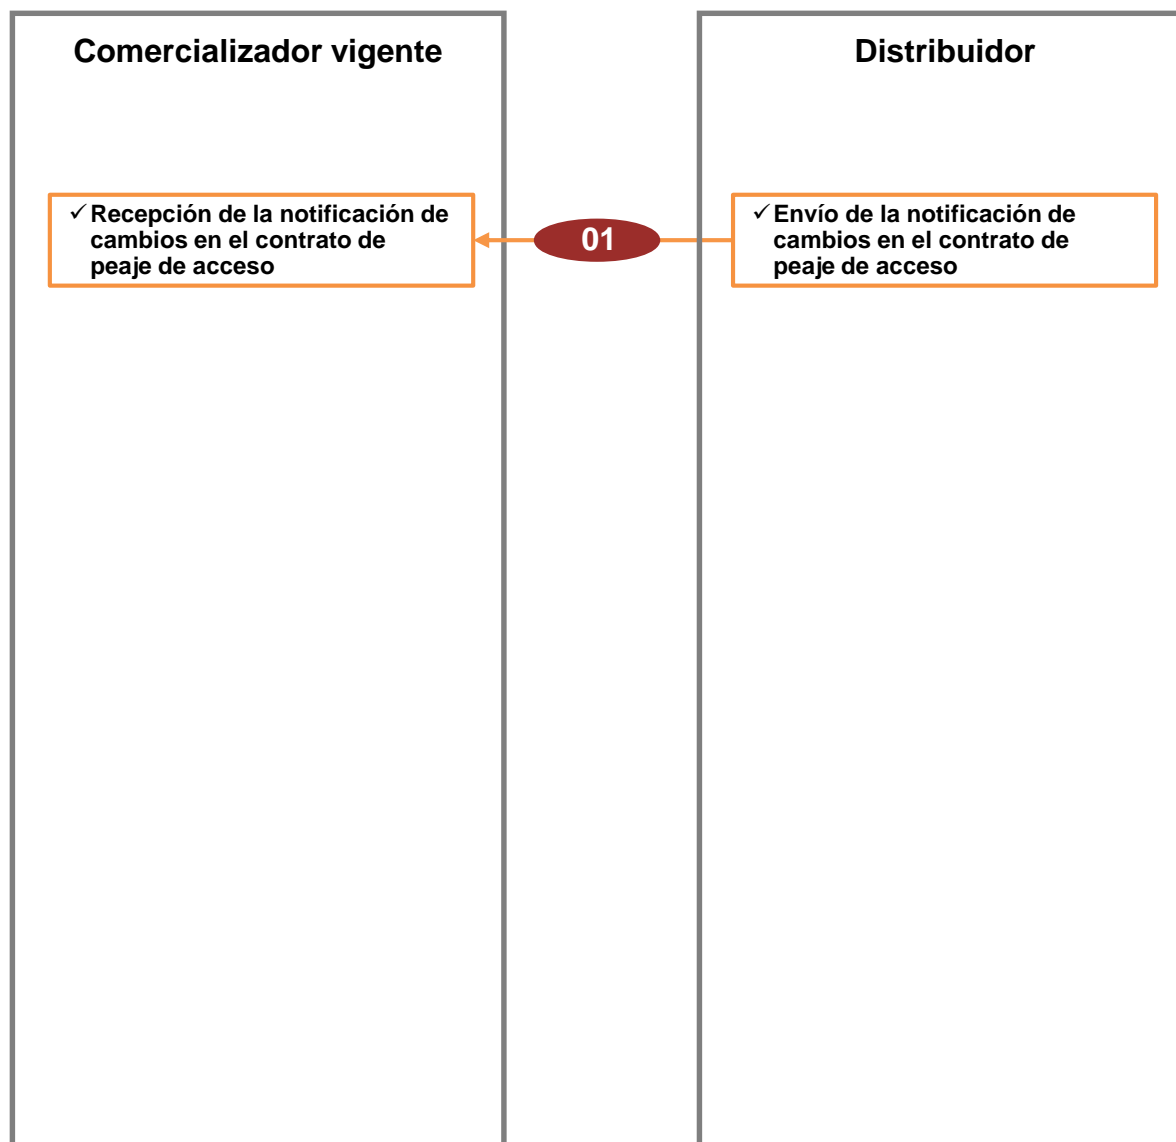 Comercializador vigente
✓ Recepción de la notificación de
cambios en el contrato de
peaje de acceso
01
Distribuidor
✓ Envío de la notificación de
cambios en el contrato de
peaje de acceso